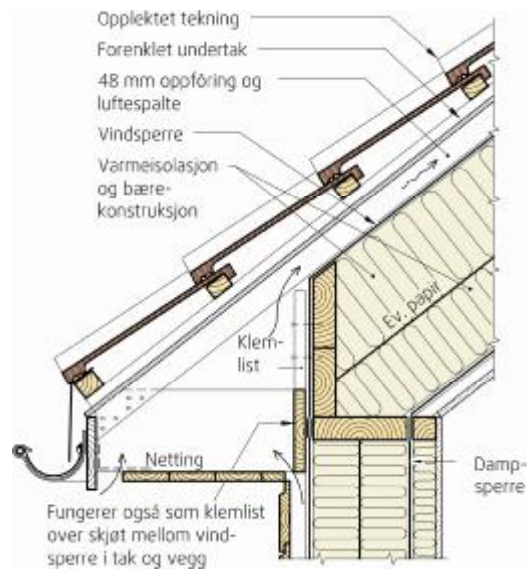 Opplektet tekning
Forenklet undertak
48 mm oppfôring og
luftespalte
Vindsperre
Varmeisolasjon
og bære-
konstruksjon
Ev. papir
Klem-
list
Netting
Damp-
sperre
Fungerer også som klemlist
over skjøt mellom vind-
sperre i tak og vegg